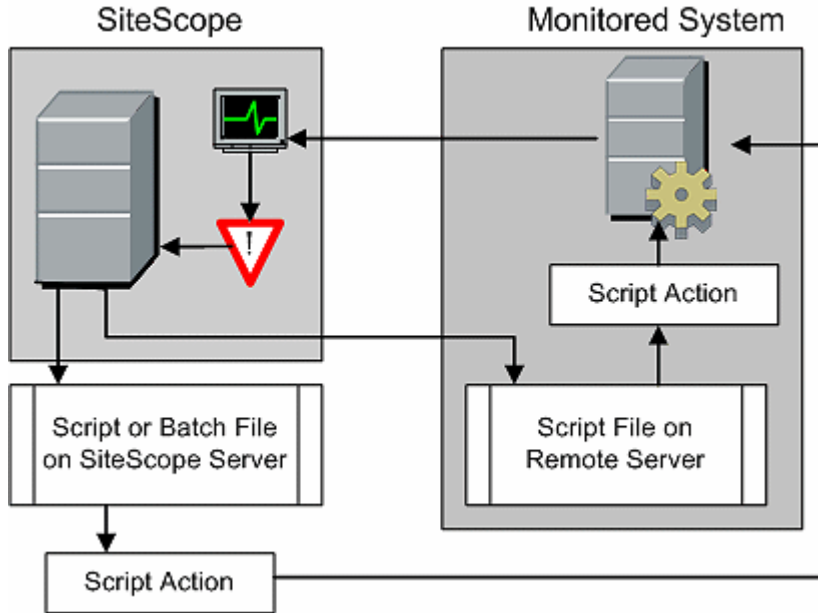 SiteScope
Monitored System
!
Script Action
Script or Batch File
on SiteScope Server
Script File on
Remote Server
Script Action